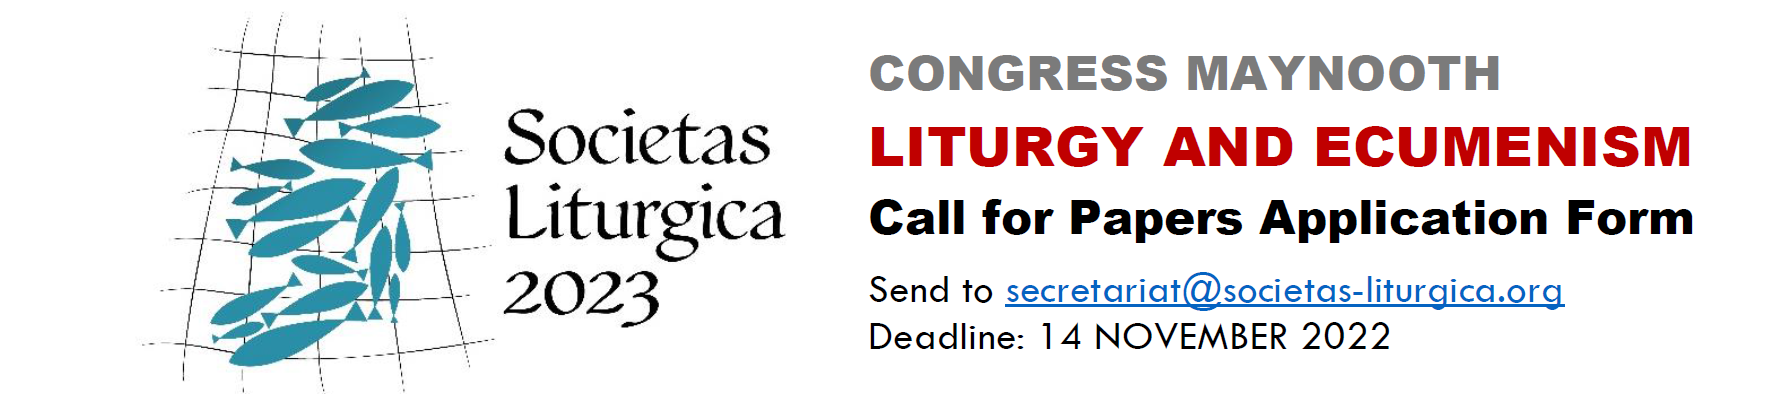 Societas
Liturgica
2023
CONGRESS MAYNOOTH
LITURGY AND ECUMENISM
Call for Papers Application Form
Send to secretariat@societas-liturgica.org
Deadline: 14 NOVEMBER 2022